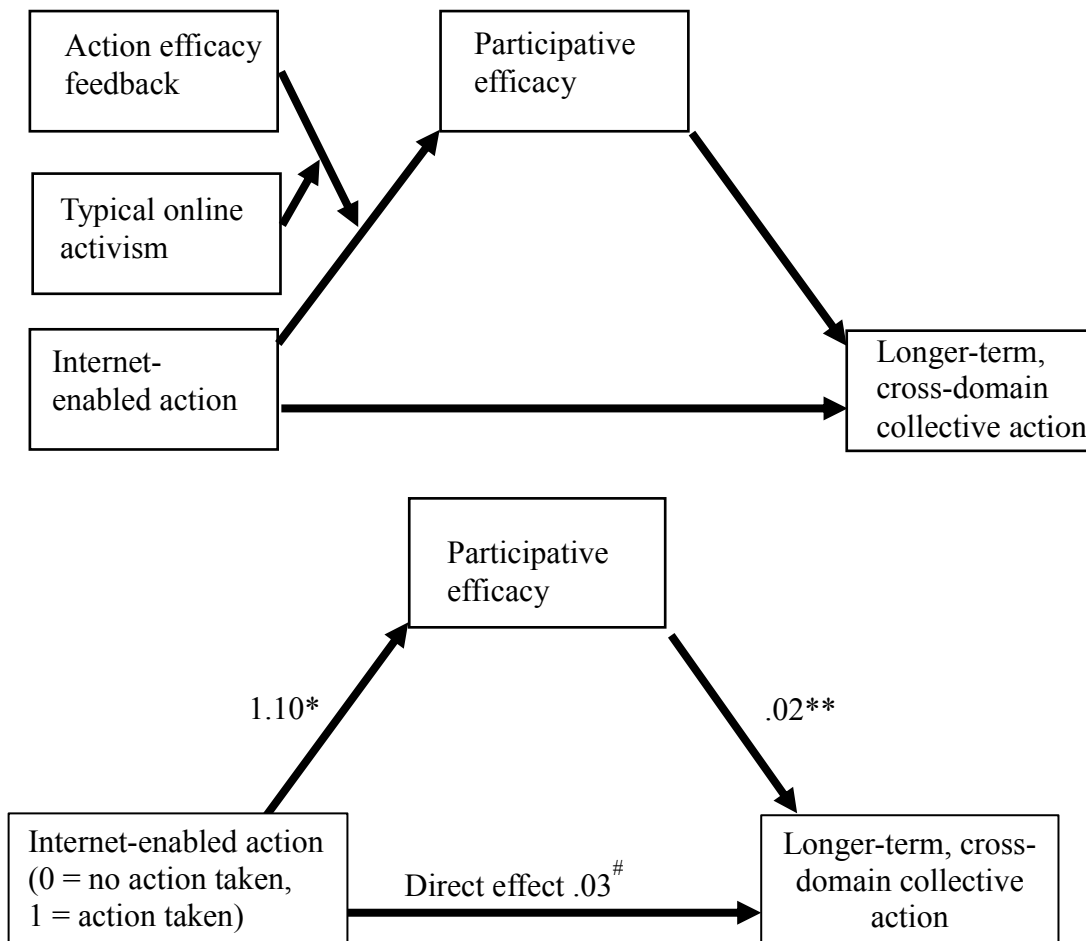 Action efficacy
feedback
Participative
efficacy
Typical online
activism
Internet-
enabled action
Longer-term,
cross-domain
collective action
Participative
efficacy
1.10*
.02**
Internet-enabled action
(0 = no action taken,
1 = action taken)
Direct effect .03#
Longer-term, cross-
domain collective
action